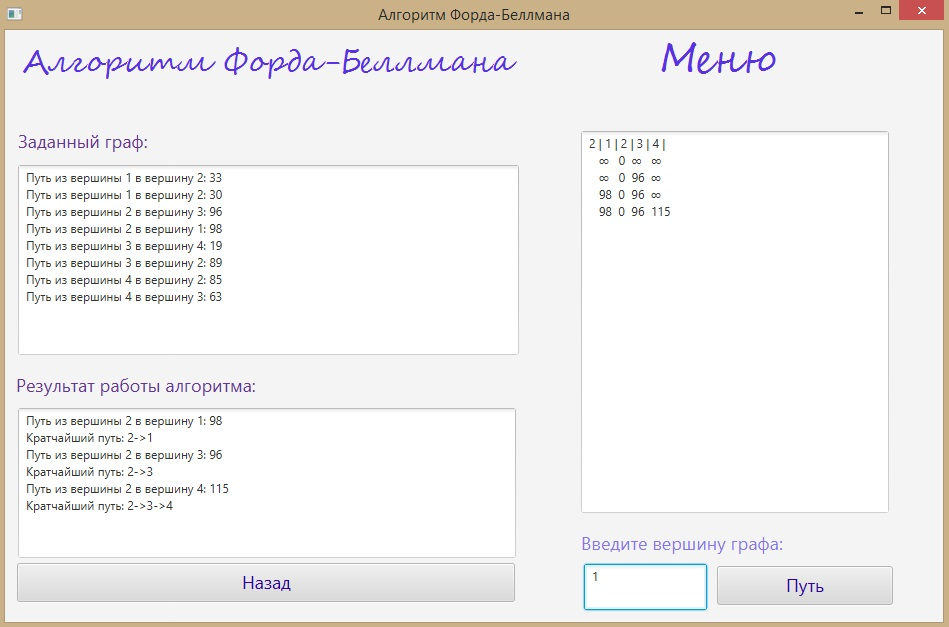 Алгоритм Форда-Беллмана
Алгоритм Форда-Беллмана
Меню
Заданный граф:
Путь из вершины 1 в вершину 2: 33
Путь из вершины 1 в вершину 2: 30
Путь из вершины 2 в вершину 3: 96
Путь из вершины 2 в вершину 1: 98
Путь из вершины 3 в вершину 4: 19
Путь из вершины 3 в вершину 2: 89
Путь из вершины 4 в вершину 2: 85
Путь из вершины 4 в вершину 3: 63
Результат работы алгоритма:
Путь из вершины 2 в вершину 1: 98
Кратчайший путь: 2->1
Путь из вершины 2 в вершину 3: 96
Кратчайший путь: 2->3
Путь из вершины 2 в вершину 4: 115
Кратчайший путь: 2->3->4
Назад
2 | 1 | 2 | 3 | 4 |
∞ 0 ∞ ∞
∞ 0 96 ∞
98 0 96 ∞
98 0 96 115
Введите вершину графа:
1
Путь